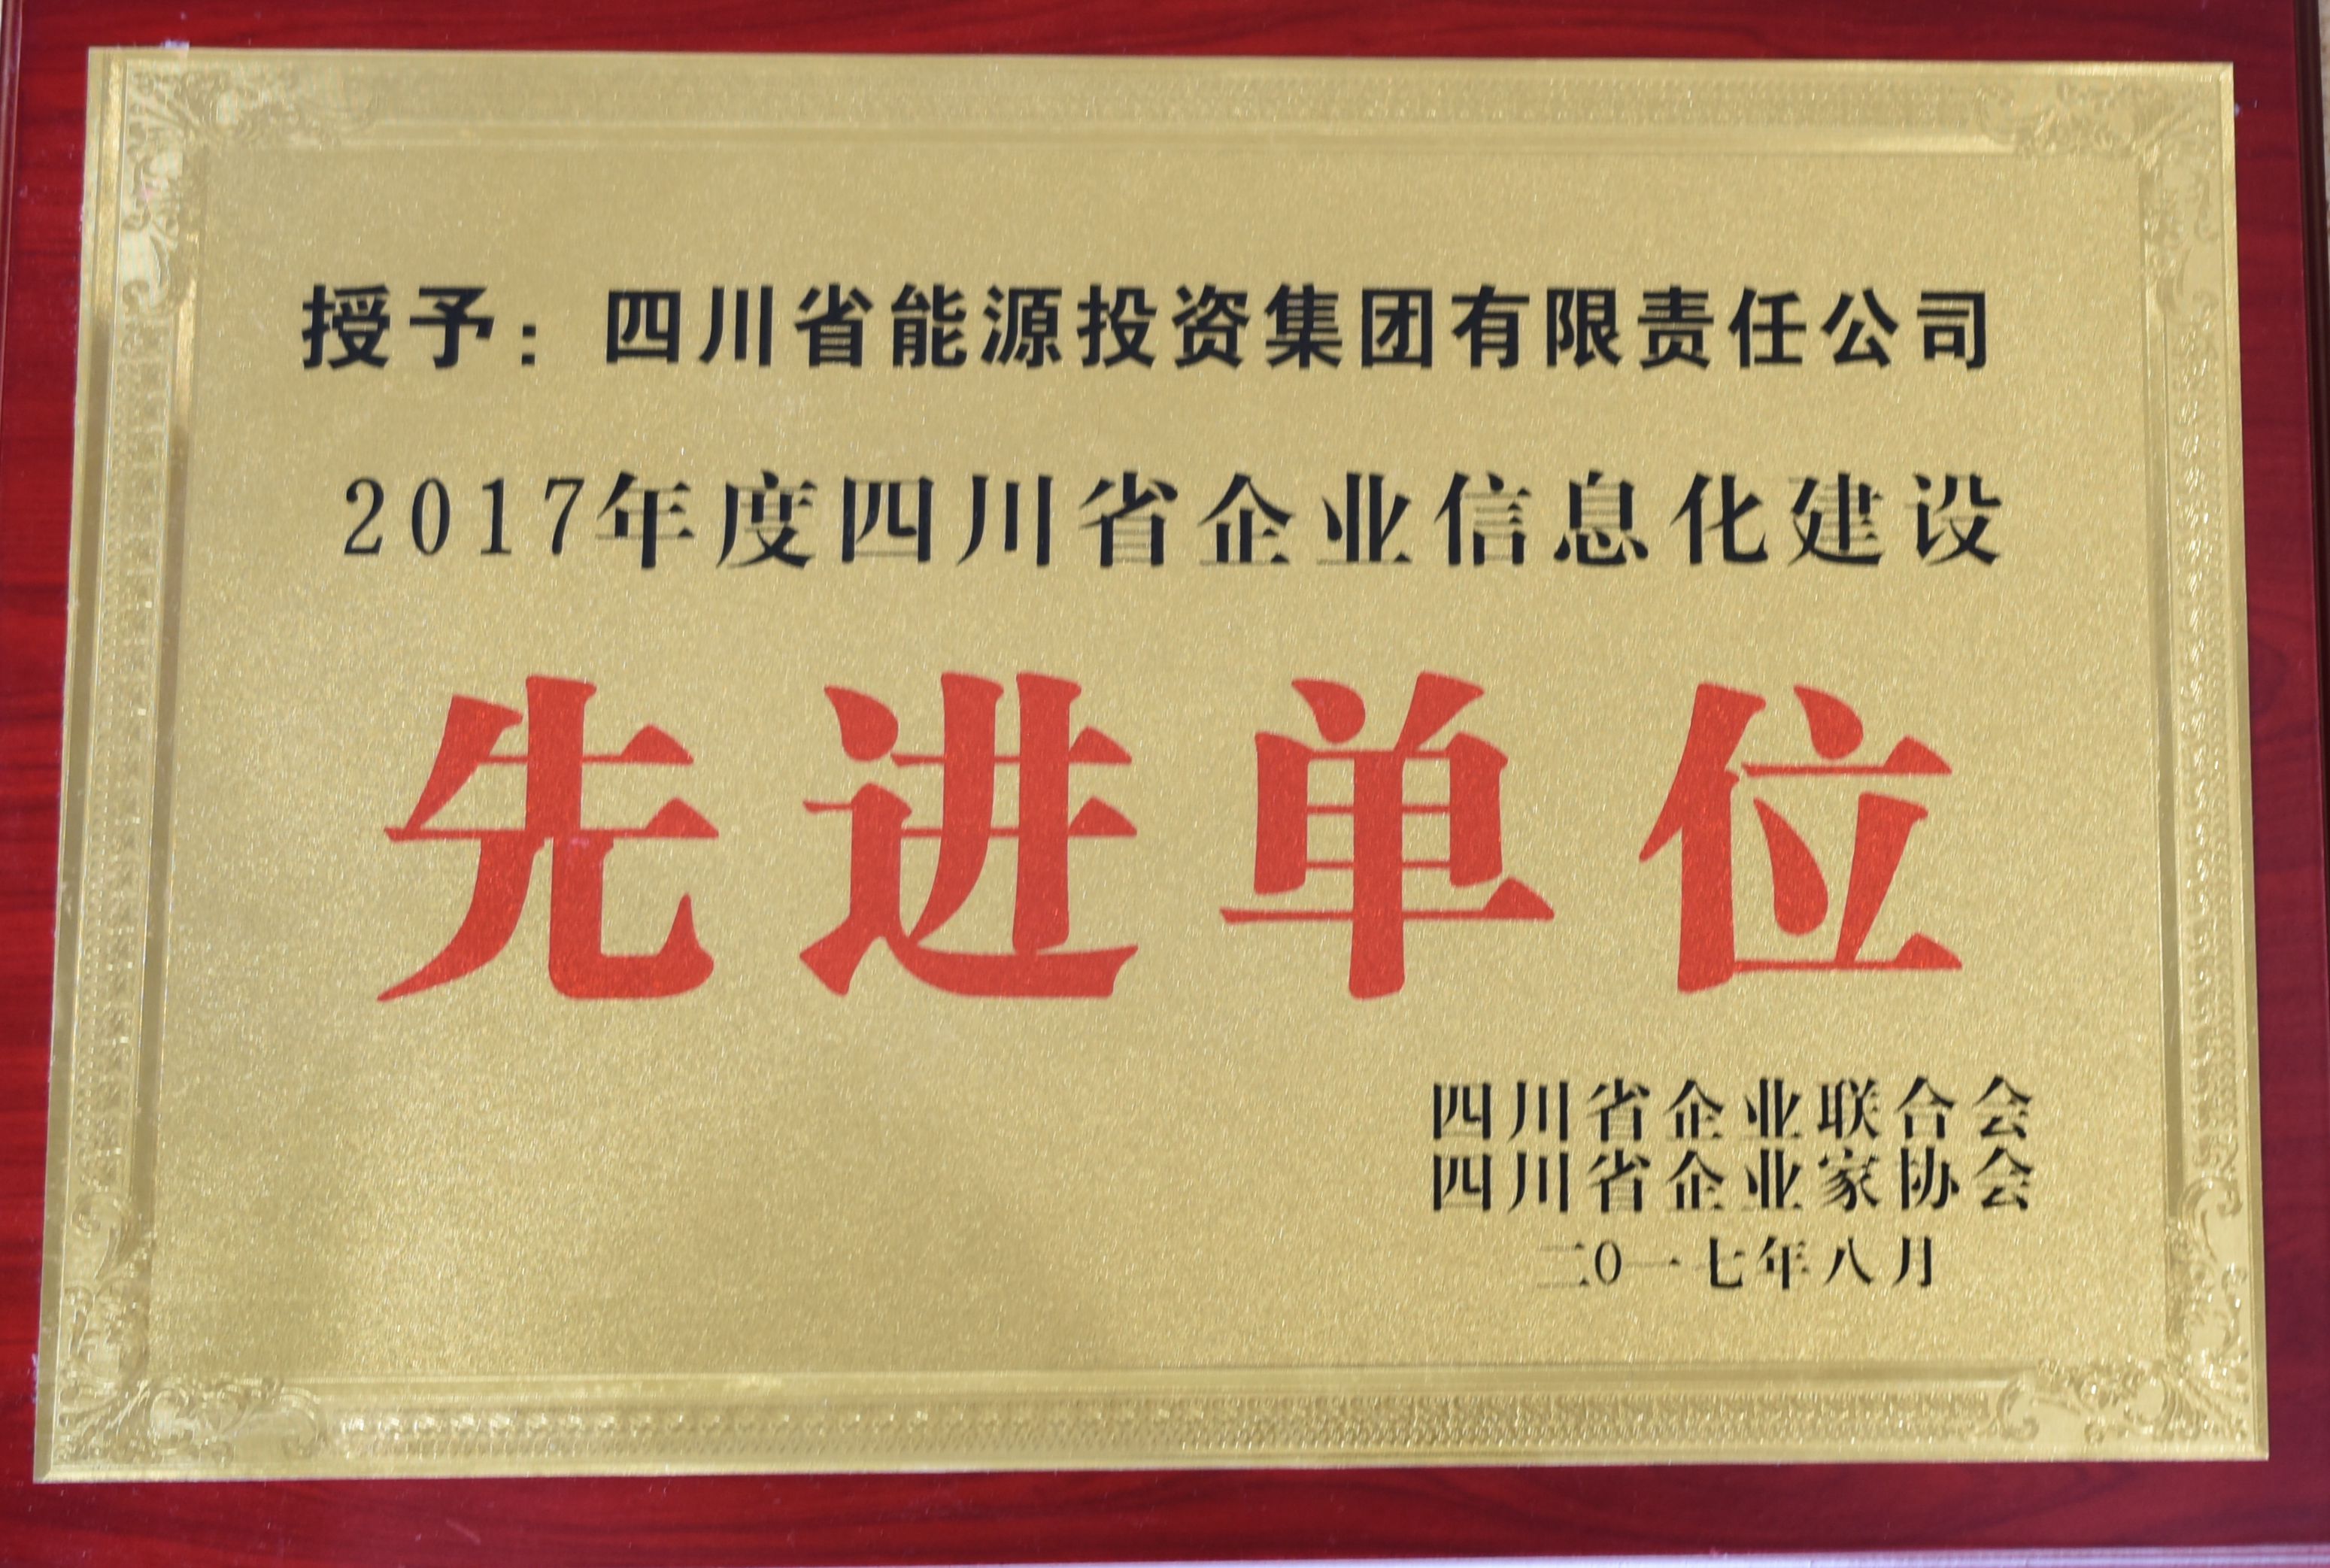 授予：四川省能源投资集团有限责任公司
2017年度四川省企业信息化建设
先进单位
四川省企业联合会
四川省企业家协会
二0一七年八月